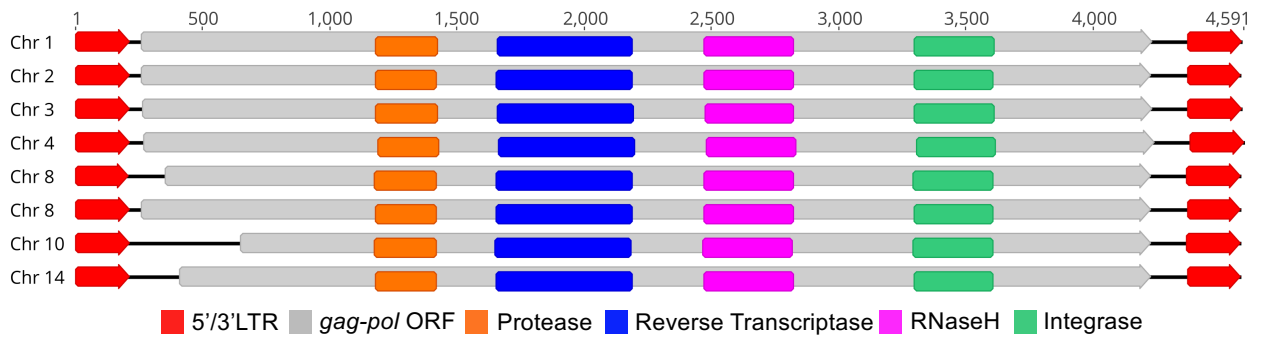 1 500 1,000 1,500 2,000 2,500 3,000 3,500 4,000 4,591
Chr 1
Chr 2
Chr 3
Chr 4
Chr 8
Chr 8
Chr 10
Chr 14
5'/3'LTR gag-pol ORF Protease Reverse Transcriptase RNaseH Integrase